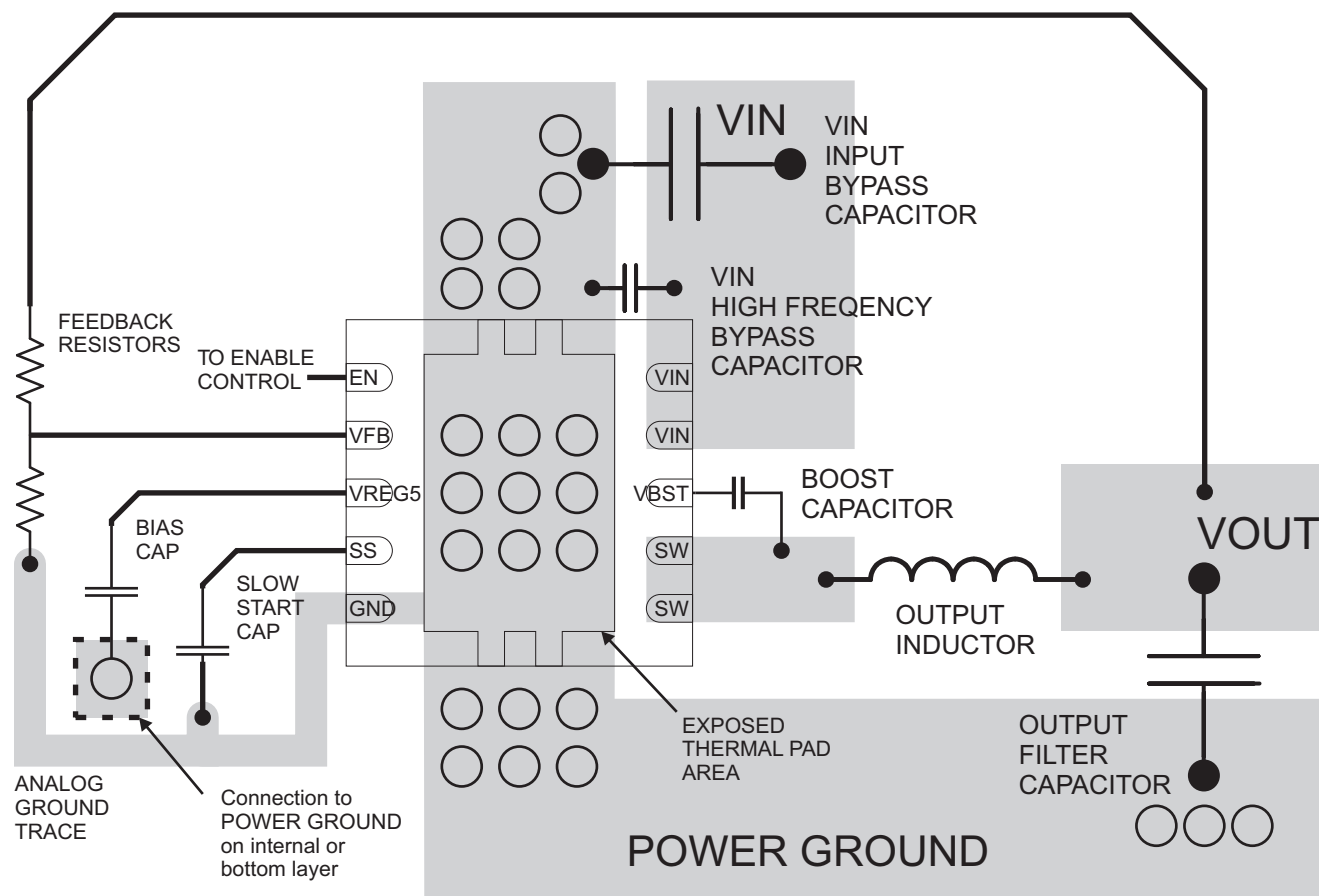 VIN
VIN
INPUT
BYPASS
CAPACITOR
VIN
HIGH FREQENCY
BYPASS
CAPACITOR
FEEDBACK
RESISTORS
TO ENABLE
CONTROL
EN
VFB
VREG5
SS
GND
VIN
VIN
VBST
SW
SW
BIAS
CAP
SLOW
START
CAP
BOOST
CAPACITOR
OUTPUT
INDUCTOR
VOUT
OUTPUT
FILTER
CAPACITOR
EXPOSED
THERMAL PAD
AREA
ANALOG
GROUND
TRACE
Connection to
POWER GROUND
on internal or
bottom layer
POWER GROUND